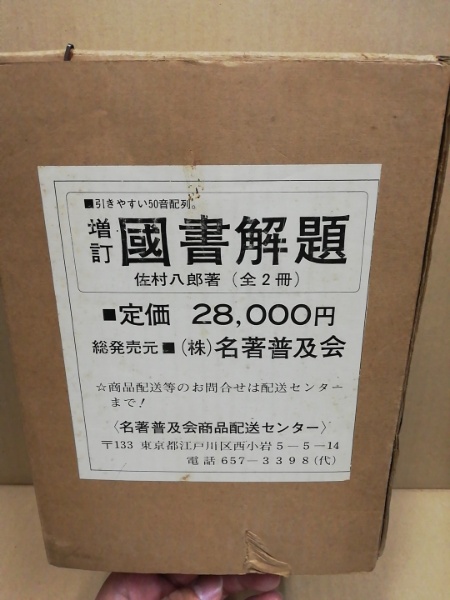 ■引きやすい50音配列。
増訂 國書解題
佐村八郎著（全2冊）
■定価 28,000円
総発売元■(株)名著普及会
☆商品配送等のお問合せは配送センター
まで！
〈名著普及会商品配送センター〉
〒133 東京都江戸川区西小岩5－5－14
電話 657－3398(代)